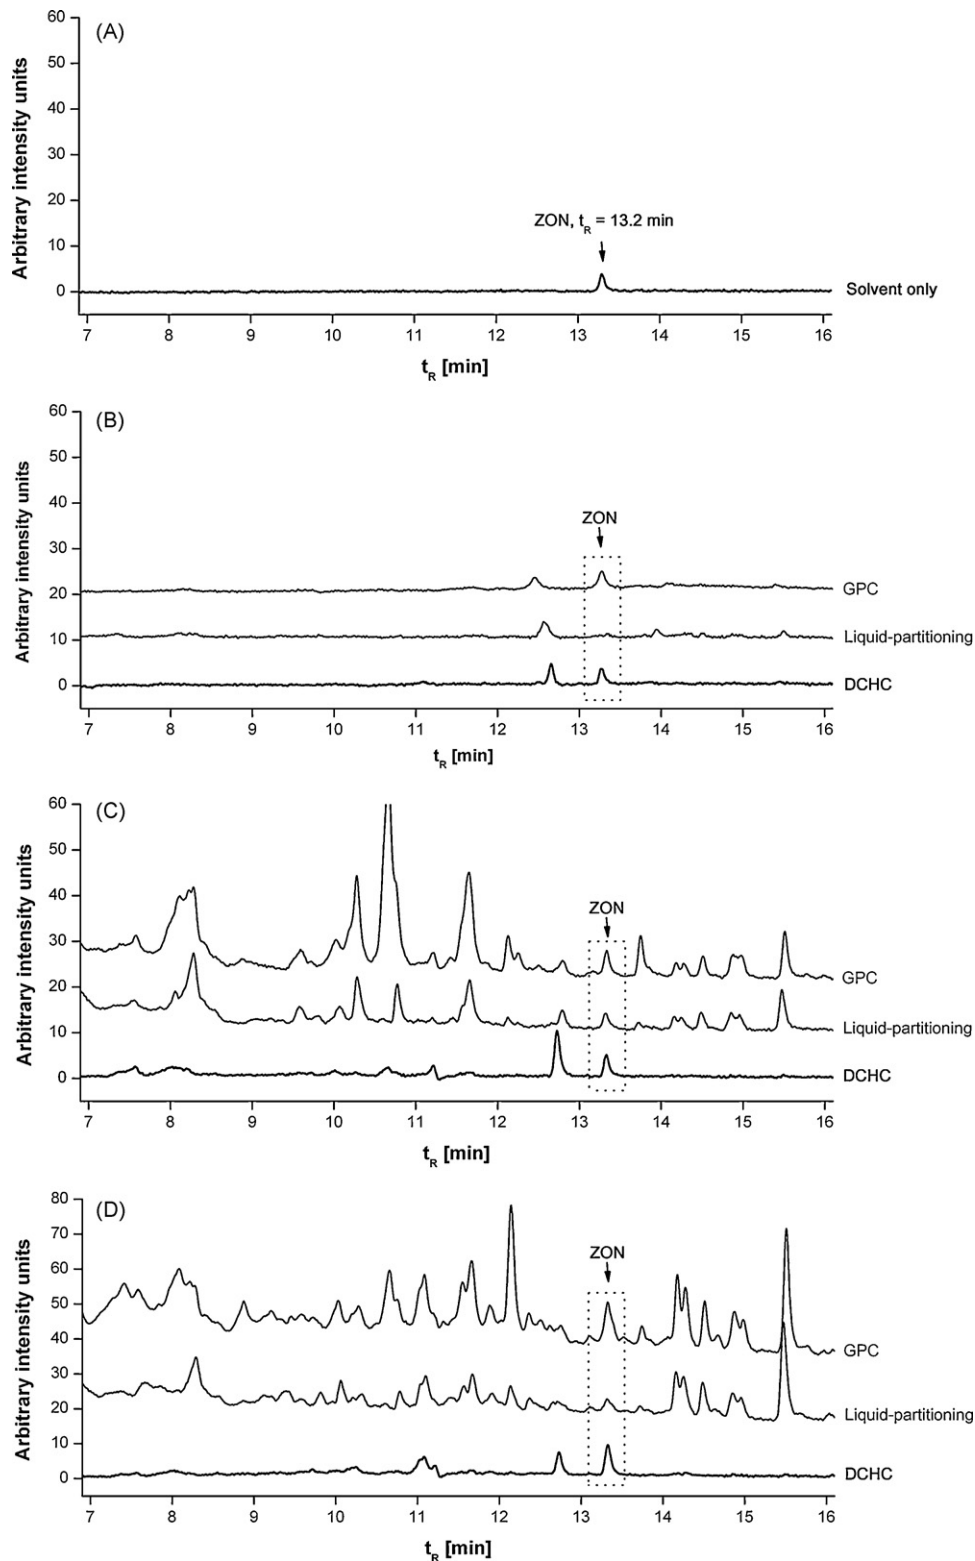 (A)
60
50
40
30
20
10
0
Arbitrary intensity units
ZON, tR = 13.2 min
Solvent only
7 8 9 10 11 12 13 14 15 16
tR [min]
(B)
60
50
40
30
20
10
0
Arbitrary intensity units
ZON
GPC
Liquid-partitioning
DCHC
7 8 9 10 11 12 13 14 15 16
tR [min]
(C)
60
50
40
30
20
10
0
Arbitrary intensity units
ZON
GPC
Liquid-partitioning
DCHC
7 8 9 10 11 12 13 14 15 16
tR [min]
(D)
80
70
60
50
40
30
20
10
0
Arbitrary intensity units
ZON
GPC
Liquid-partitioning
DCHC
7 8 9 10 11 12 13 14 15 16
tR [min]